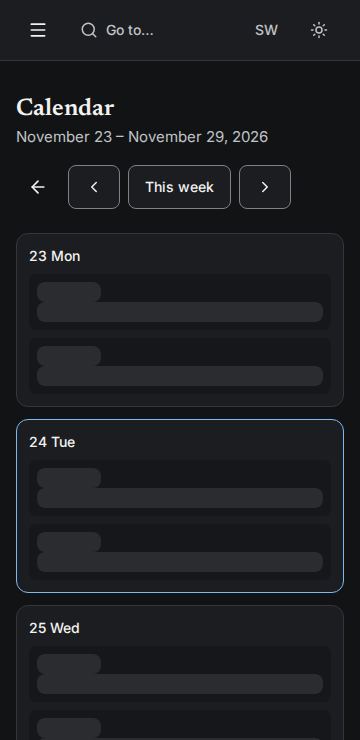 Go to...
SW
Calendar
November 23 – November 29, 2026
This week
23 Mon
24 Tue
25 Wed